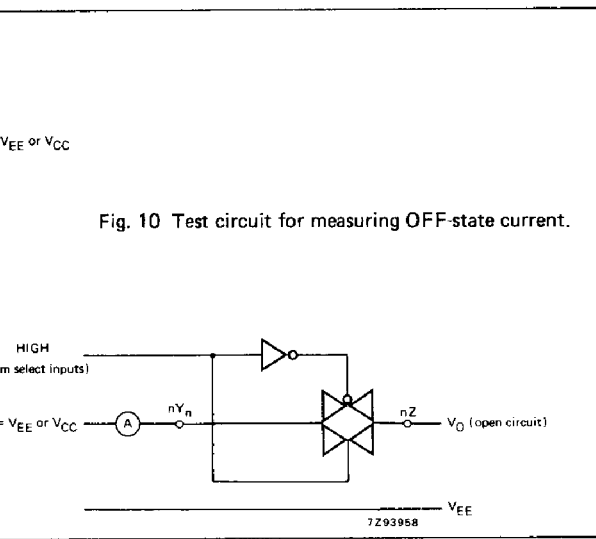 V_EE or V_CC
Fig. 10 Test circuit for measuring OFF-state current.
HIGH
m select inputs)
= V_EE or V_CC
A
nY_n
nZ
V_O (open circuit)
V_EE
7Z93958